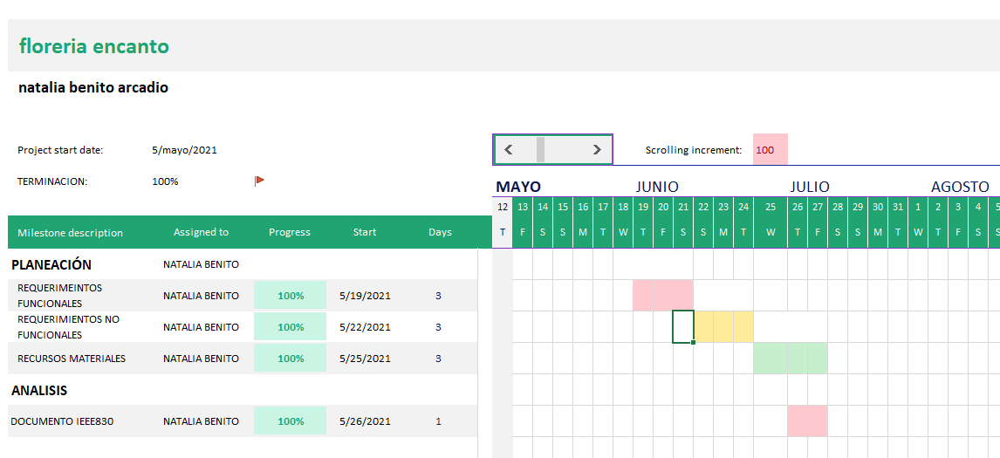 floreria encanto
natalia benito arcadio
Project start date: 5/mayo/2021 Scrolling increment: 100
TERMINACION: 100%
MAYO JUNIO JULIO AGOSTO
12 13 14 15 16 17 18 19 20 21 22 23 24 25 26 27 28 29 30 31 1 2 3 4 5
Milestone description Assigned to Progress Start Days T F S S M T W T F S S M T W T F S S M T W T F S S
PLANEACIÓN NATALIA BENITO
REQUERIMEINTOS
FUNCIONALES NATALIA BENITO 100% 5/19/2021 3
REQUERIMIENTOS NO
FUNCIONALES NATALIA BENITO 100% 5/22/2021 3
RECURSOS MATERIALES NATALIA BENITO 100% 5/25/2021 3
ANALISIS
DOCUMENTO IEEE830 NATALIA BENITO 100% 5/26/2021 1